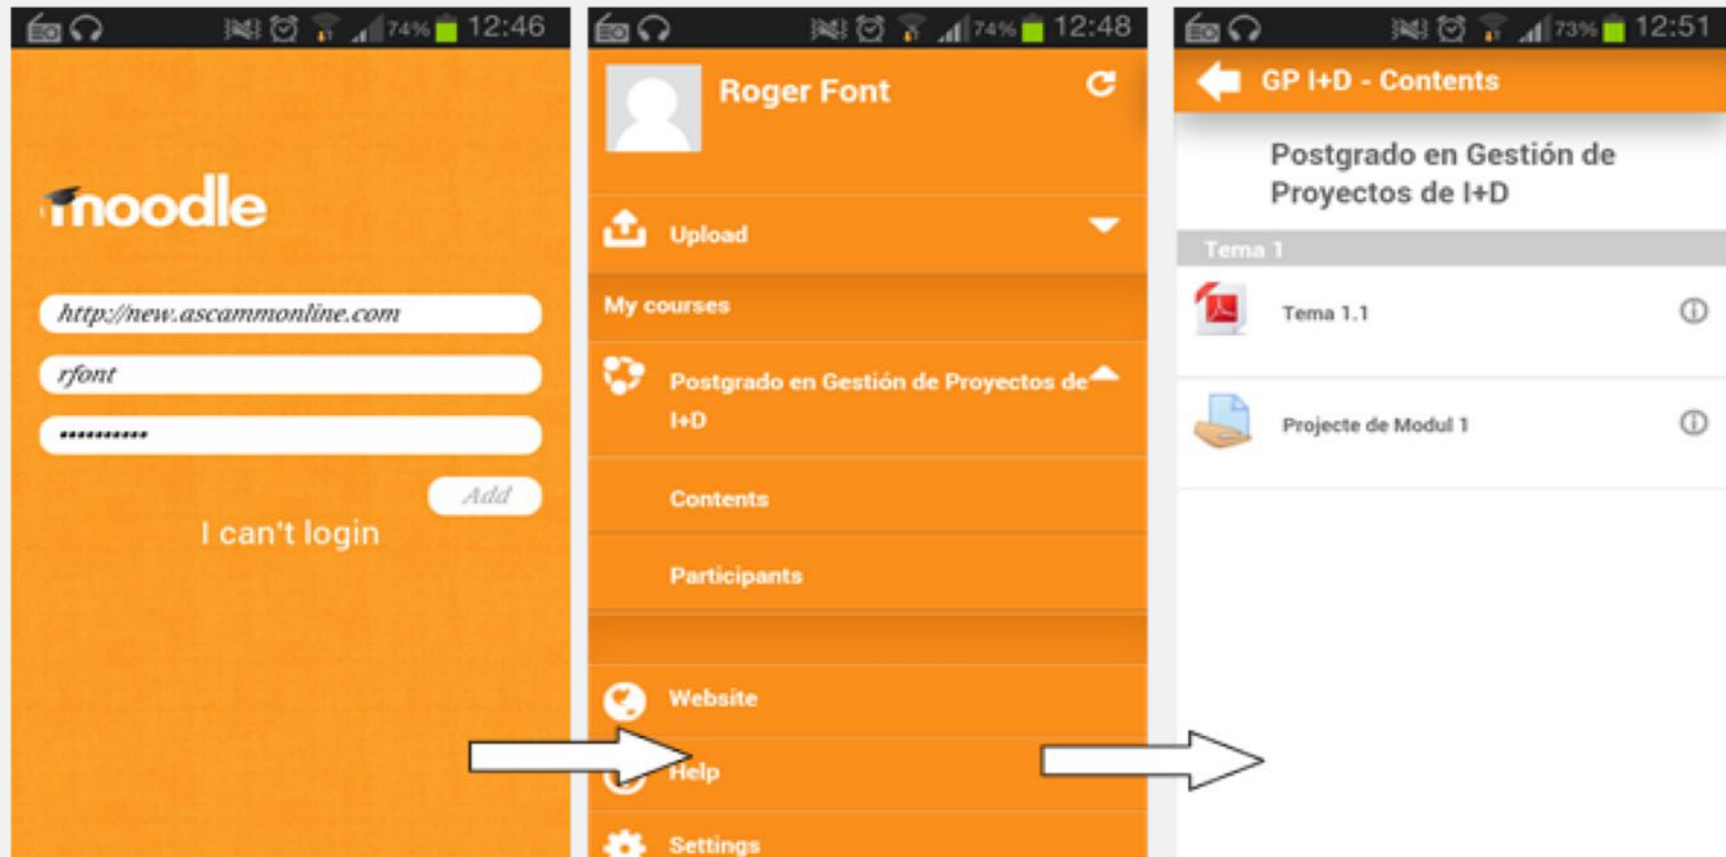 74% 12:46
moodle
http://new.ascammonline.com
rfont
••••••••••
Add
I can't login
74% 12:48
Roger Font
Upload
My courses
Postgrado en Gestión de Proyectos de
I+D
Contents
Participants
Website
Help
Settings
73% 12:51
GP I+D - Contents
Postgrado en Gestión de
Proyectos de I+D
Tema 1
Tema 1.1
Projecte de Modul 1